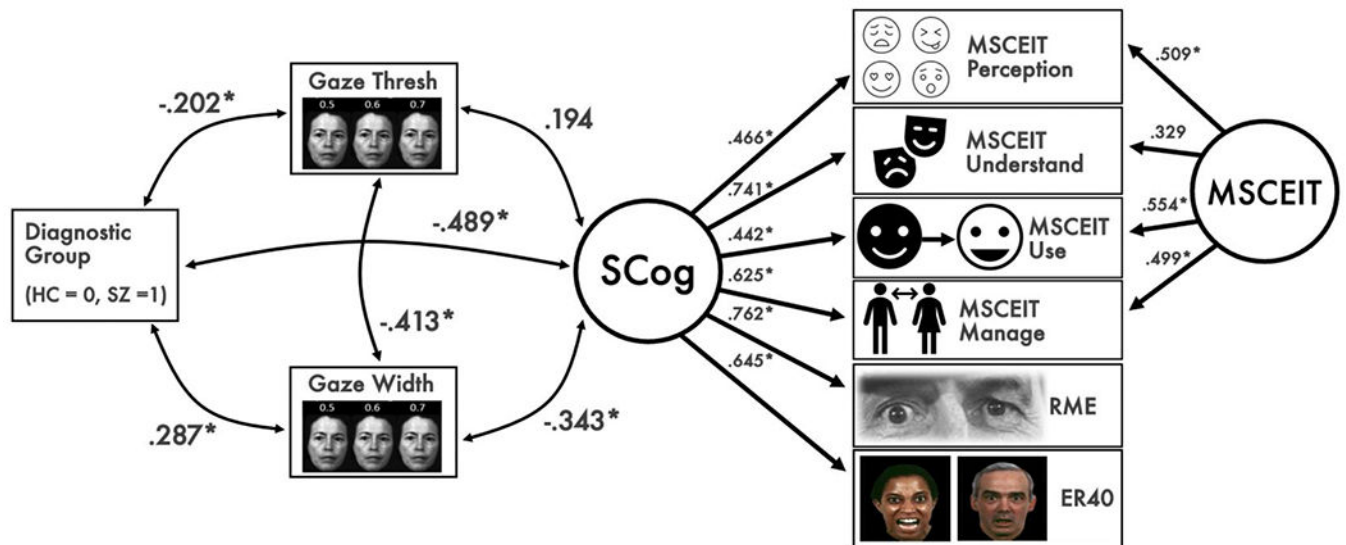 Gaze Thresh
0.5 0.6 0.7
-.202*
.194
Diagnostic
Group
(HC = 0, SZ =1)
-.489*
-.413*
Gaze Width
0.5 0.6 0.7
.287*
-.343*
SCog
.466*
.741*
.442*
.625*
.762*
.645*
MSCEIT
Perception
MSCEIT
Understand
MSCEIT
Use
MSCEIT
Manage
RME
ER40
.509*
.329
.554*
.499*
MSCEIT